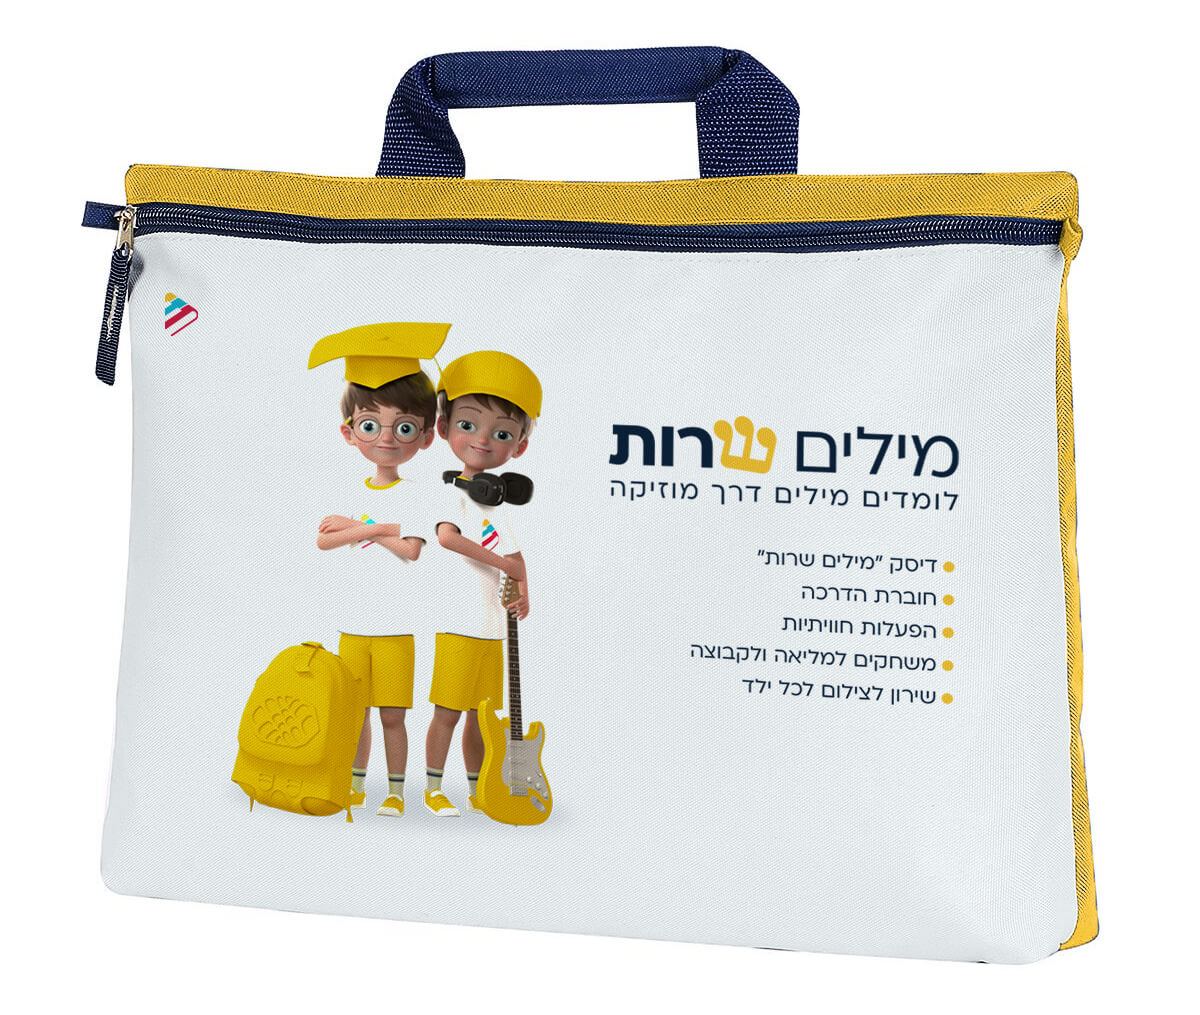 מילים שרות
לומדים מילים דרך מוזיקה
• דיסק "מילים שרות"
• חוברת הדרכה
• הפעלות חוויתיות
• משחקים למליאה ולקבוצה
• שירון לצילום לכל ילד